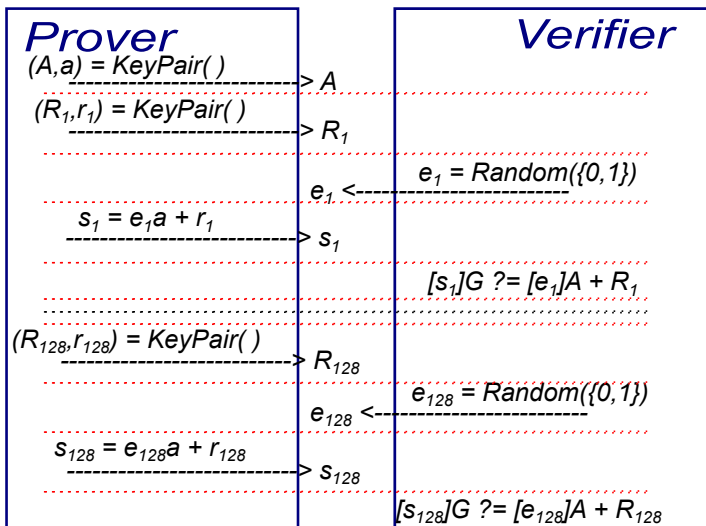 Prover Verifier
(A,a) = KeyPair( )
--------------------------> A
(R₁,r₁) = KeyPair( )
--------------------------> R₁
e₁ = Random({0,1})
e₁ <------------------------
s₁ = e₁a + r₁
--------------------------> s₁
[s₁]G ?= [e₁]A + R₁
(R₁₂₈,r₁₂₈) = KeyPair( )
--------------------------> R₁₂₈
e₁₂₈ = Random({0,1})
e₁₂₈ <------------------------
s₁₂₈ = e₁₂₈a + r₁₂₈
--------------------------> s₁₂₈
[s₁₂₈]G ?= [e₁₂₈]A + R₁₂₈